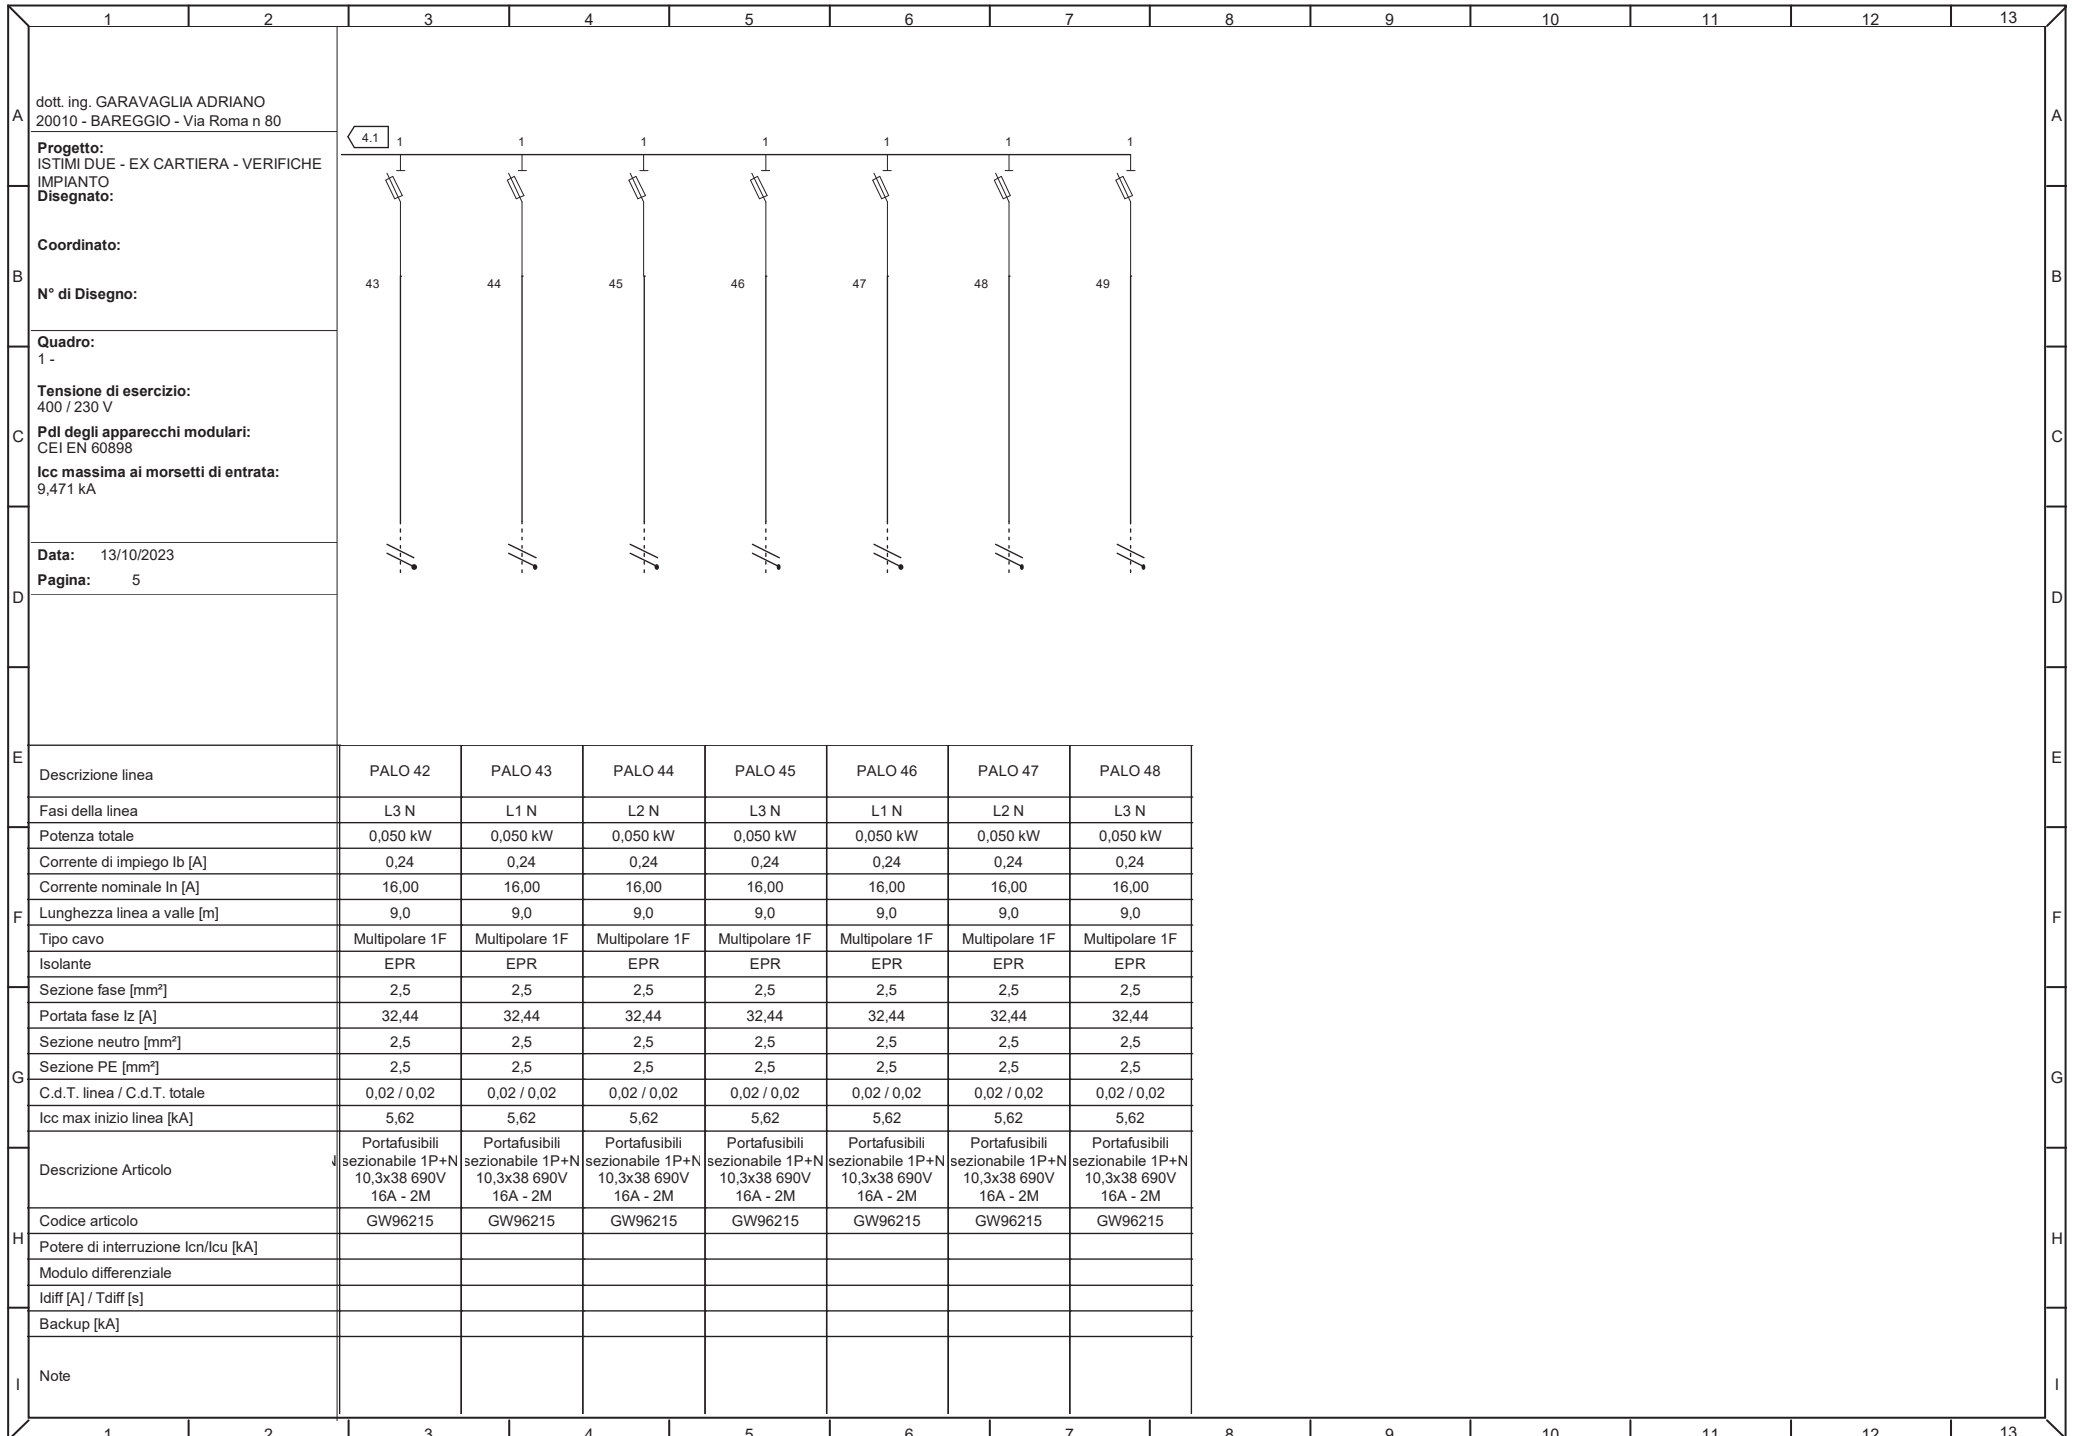 1 2 3 4 5 6 7 8 9 10 11 12 13
A A
dott. ing. GARAVAGLIA ADRIANO
20010 - BAREGGIO - Via Roma n 80
Progetto:
ISTIMI DUE - EX CARTIERA - VERIFICHE
IMPIANTO
Disegnato:
Coordinato:
N° di Disegno:
B B
Quadro:
1 -
Tensione di esercizio:
400 / 230 V
PdI degli apparecchi modulari:
CEI EN 60898
Icc massima ai morsetti di entrata:
9,471 kA
C C
Data: 13/10/2023
Pagina: 5
D D
4.1 1 1 1 1 1 1 1
43 44 45 46 47 48 49
E E
Descrizione linea PALO 42 PALO 43 PALO 44 PALO 45 PALO 46 PALO 47 PALO 48
Fasi della linea L3 N L1 N L2 N L3 N L1 N L2 N L3 N
Potenza totale 0,050 kW 0,050 kW 0,050 kW 0,050 kW 0,050 kW 0,050 kW 0,050 kW
Corrente di impiego Ib [A] 0,24 0,24 0,24 0,24 0,24 0,24 0,24
Corrente nominale In [A] 16,00 16,00 16,00 16,00 16,00 16,00 16,00
F Lunghezza linea a valle [m] 9,0 9,0 9,0 9,0 9,0 9,0 9,0 F
Tipo cavo Multipolare 1F Multipolare 1F Multipolare 1F Multipolare 1F Multipolare 1F Multipolare 1F Multipolare 1F
Isolante EPR EPR EPR EPR EPR EPR EPR
Sezione fase [mm²] 2,5 2,5 2,5 2,5 2,5 2,5 2,5
Portata fase Iz [A] 32,44 32,44 32,44 32,44 32,44 32,44 32,44
Sezione neutro [mm²] 2,5 2,5 2,5 2,5 2,5 2,5 2,5
G Sezione PE [mm²] 2,5 2,5 2,5 2,5 2,5 2,5 2,5 G
C.d.T. linea / C.d.T. totale 0,02 / 0,02 0,02 / 0,02 0,02 / 0,02 0,02 / 0,02 0,02 / 0,02 0,02 / 0,02 0,02 / 0,02
Icc max inizio linea [kA] 5,62 5,62 5,62 5,62 5,62 5,62 5,62
Portafusibili Portafusibili Portafusibili Portafusibili Portafusibili Portafusibili Portafusibili
Descrizione Articolo sezionabile 1P+N sezionabile 1P+N sezionabile 1P+N sezionabile 1P+N sezionabile 1P+N sezionabile 1P+N sezionabile 1P+N
10,3x38 690V 10,3x38 690V 10,3x38 690V 10,3x38 690V 10,3x38 690V 10,3x38 690V 10,3x38 690V
16A - 2M 16A - 2M 16A - 2M 16A - 2M 16A - 2M 16A - 2M 16A - 2M
Codice articolo GW96215 GW96215 GW96215 GW96215 GW96215 GW96215 GW96215
H Potere di interruzione Icn/Icu [kA] H
Modulo differenziale
Idiff [A] / Tdiff [s]
Backup [kA]
Note
I I
1 2 3 4 5 6 7 8 9 10 11 12 13